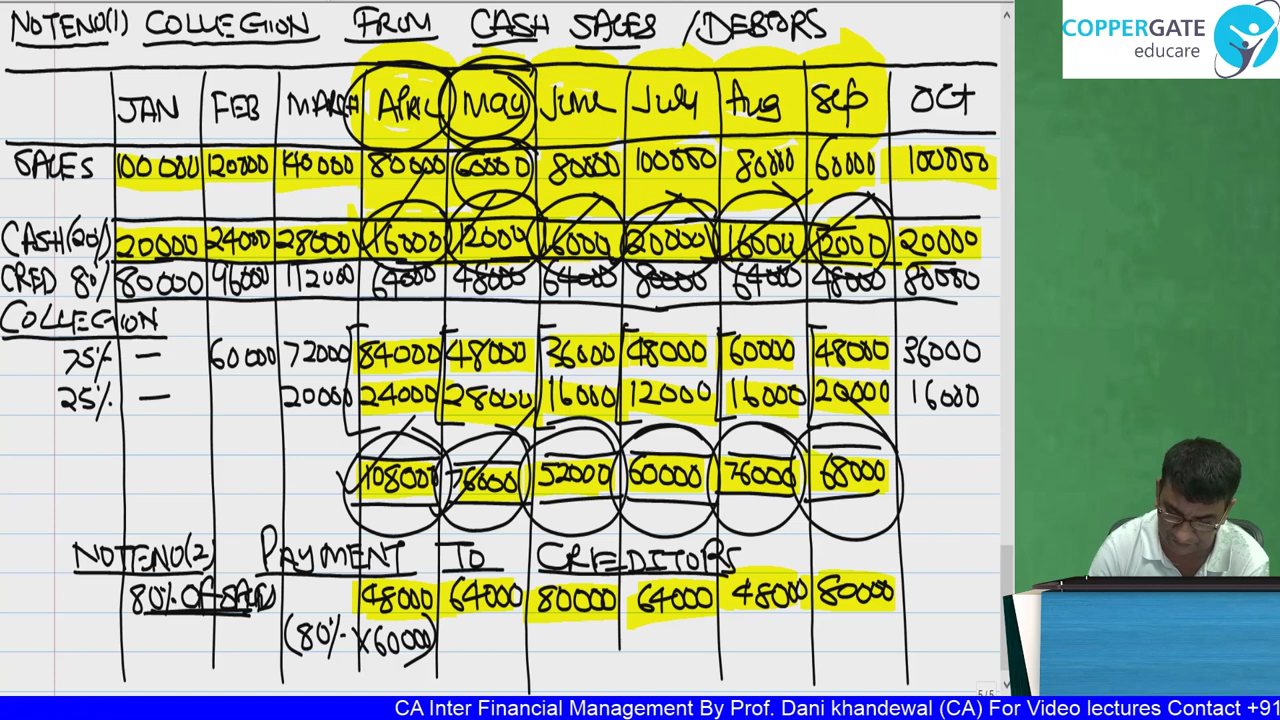 NOTENO(1) COLLECTION FROM CASH SALES /DEBTORS
COPPERGATE
educare
JAN FEB MARCH APRIL MAY JUNE July Aug Sep OCT
SALES 100000 120000 140000 80000 60000 80000 100000 80000 60000 100000
CASH(20%) 20000 24000 28000 16000 12000 16000 20000 16000 12000 20000
CRED 80% 80000 96000 112000 64000 48000 64000 80000 64000 48000 80000
COLLECTION
75% — 60000 72000 84000 48000 36000 48000 60000 48000 36000
25% — 20000 24000 28000 16000 12000 16000 20000 16000
108000 76000 52000 60000 76000 68000
NOTENO(2) PAYMENT TO CREDITORS
80% OF SALES 48000 64000 80000 64000 48000 80000
(80% X 60000)
5/5
CA Inter Financial Management By Prof. Dani khandewal (CA) For Video lectures Contact +91